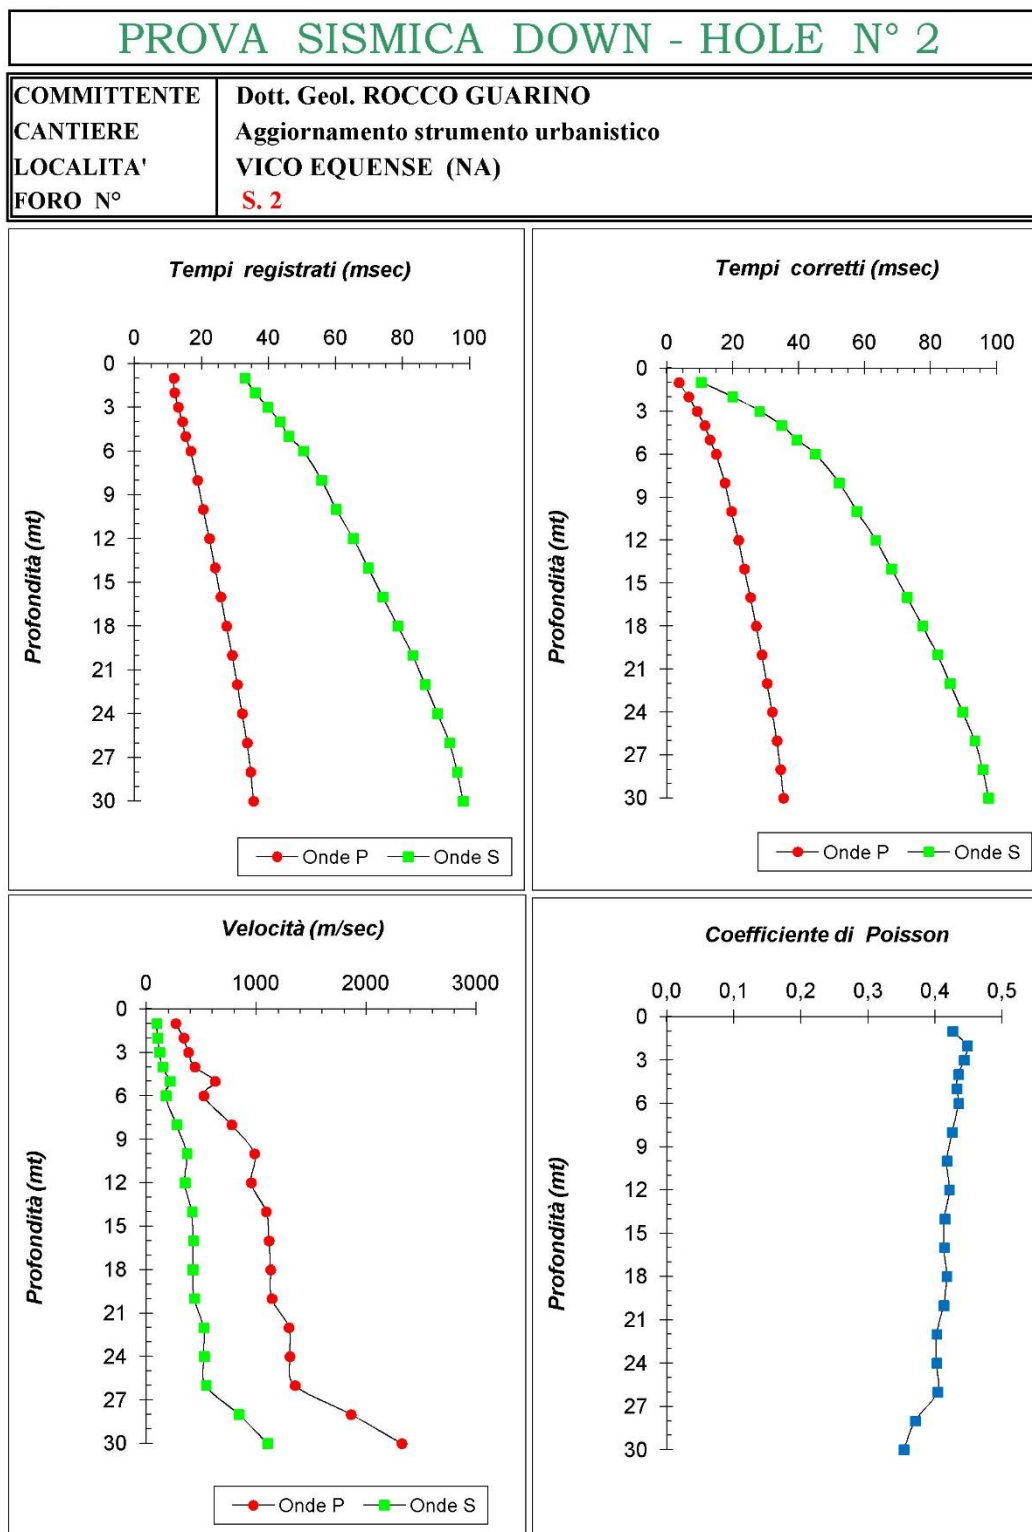 PROVA SISMICA DOWN - HOLE N° 2
COMMITTENTE Dott. Geol. ROCCO GUARINO
CANTIERE Aggiornamento strumento urbanistico
LOCALITA' VICO EQUENSE (NA)
FORO N° S. 2
Tempi registrati (msec)
0 20 40 60 80 100
0
3
6
9
12
15
18
21
24
27
30
Profondità (mt)
Onde P Onde S
Tempi corretti (msec)
0 20 40 60 80 100
0
3
6
9
12
15
18
21
24
27
30
Profondità (mt)
Onde P Onde S
Velocità (m/sec)
0 1000 2000 3000
0
3
6
9
12
15
18
21
24
27
30
Profondità (mt)
Onde P Onde S
Coefficiente di Poisson
0,0 0,1 0,2 0,3 0,4 0,5
0
3
6
9
12
15
18
21
24
27
30
Profondità (mt)